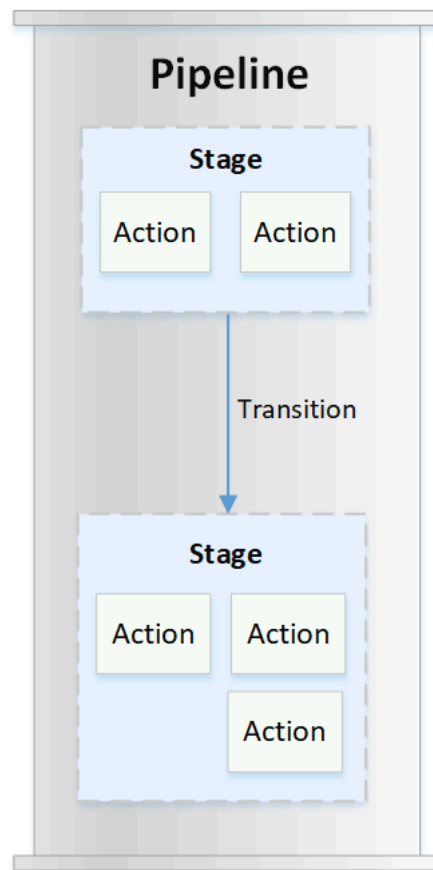 Pipeline
Stage
Action Action
Transition
Stage
Action Action
Action